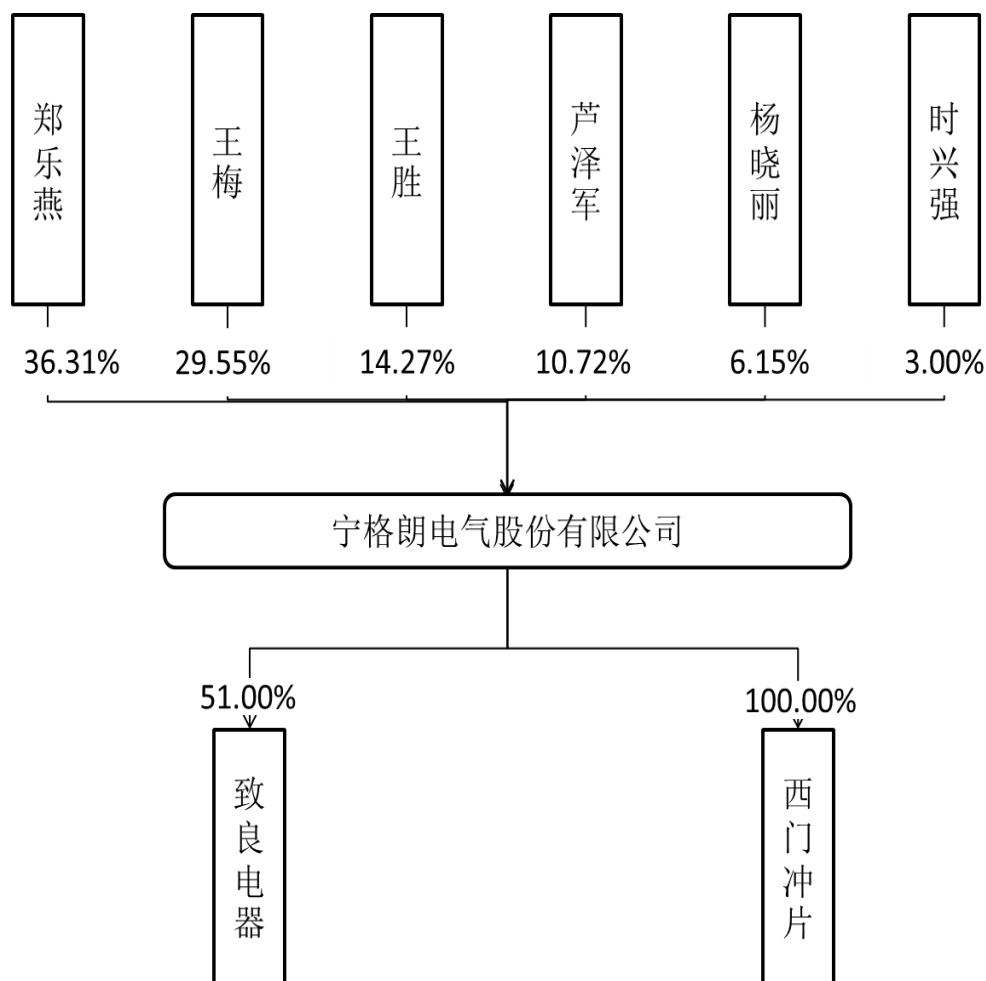 郑乐燕
王梅
王胜
芦泽军
杨晓丽
时兴强
36.31%
29.55%
14.27%
10.72%
6.15%
3.00%
宁格朗电气股份有限公司
51.00%
100.00%
致良电器
西门冲片